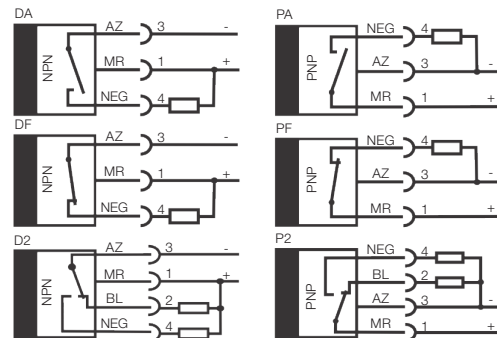 DA
NPN
AZ 3 -
MR 1 +
NEG 4
PA
PNP
NEG 4
AZ 3 -
MR 1 +
DF
NPN
AZ 3 -
MR 1 +
NEG 4
PF
PNP
NEG 4
AZ 3 -
MR 1 +
D2
NPN
AZ 3 -
MR 1 +
BL 2
NEG 4
P2
PNP
NEG 4
BL 2
AZ 3 -
MR 1 +